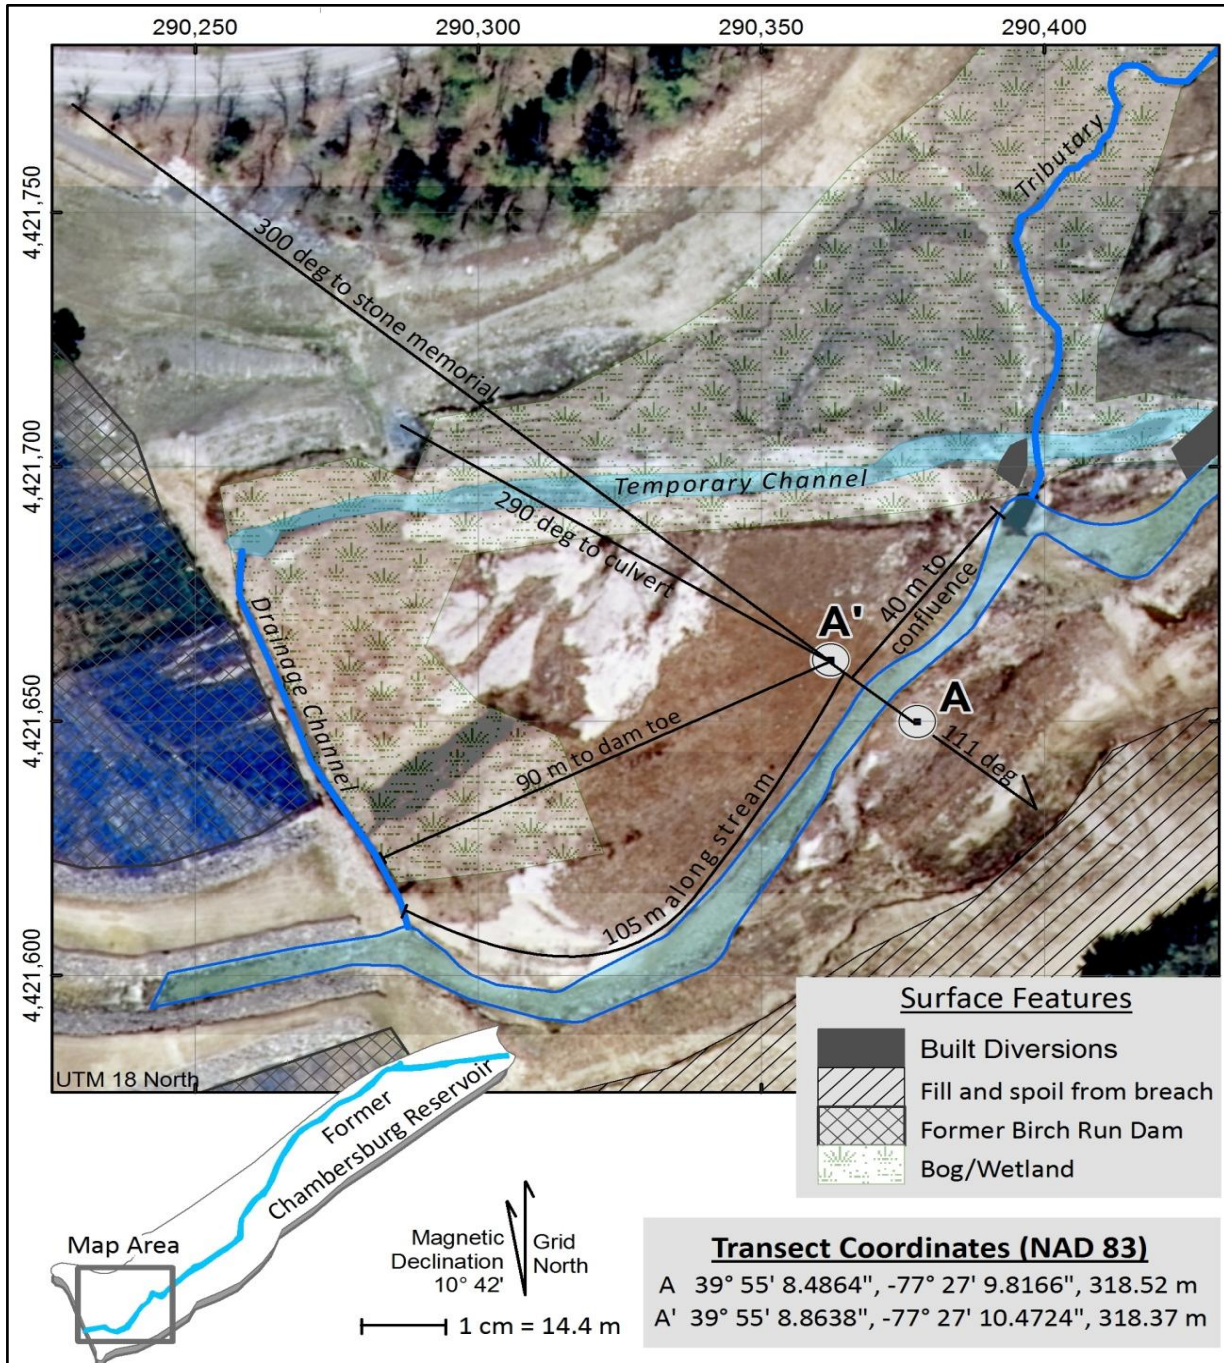 290,250 290,300 290,350 290,400
4,421,750
4,421,700
4,421,650
4,421,600
Tributary
300 deg to stone memorial
Temporary Channel
290 deg to culvert
40 m to
confluence
A'
A
Drainage Channel
111 deg
90 m to dam toe
105 m along stream
UTM 18 North
Surface Features
Built Diversions
Fill and spoil from breach
Former Birch Run Dam
Bog/Wetland
Former
Chambersburg Reservoir
Map Area
Magnetic
Declination
10° 42'
Grid
North
1 cm = 14.4 m
Transect Coordinates (NAD 83)
A 39° 55' 8.4864", -77° 27' 9.8166", 318.52 m
A' 39° 55' 8.8638", -77° 27' 10.4724", 318.37 m